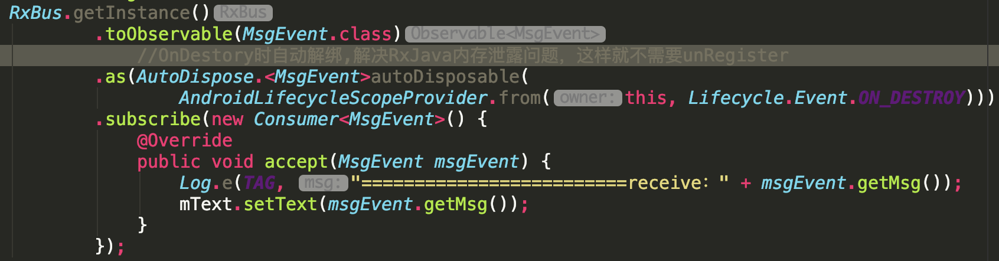 RxBus.getInstance() RxBus
.toObservable(MsgEvent.class) Observable<MsgEvent>
//OnDestory时自动解绑,解决RxJava内存泄露问题，这样就不需要unRegister
.as(AutoDispose.<MsgEvent>autoDisposable(
AndroidLifecycleScopeProvider.from( owner: this, Lifecycle.Event.ON_DESTROY)))
.subscribe(new Consumer<MsgEvent>() {
@Override
public void accept(MsgEvent msgEvent) {
Log.e(TAG, msg: "=========================receive: " + msgEvent.getMsg());
mText.setText(msgEvent.getMsg());
}
});